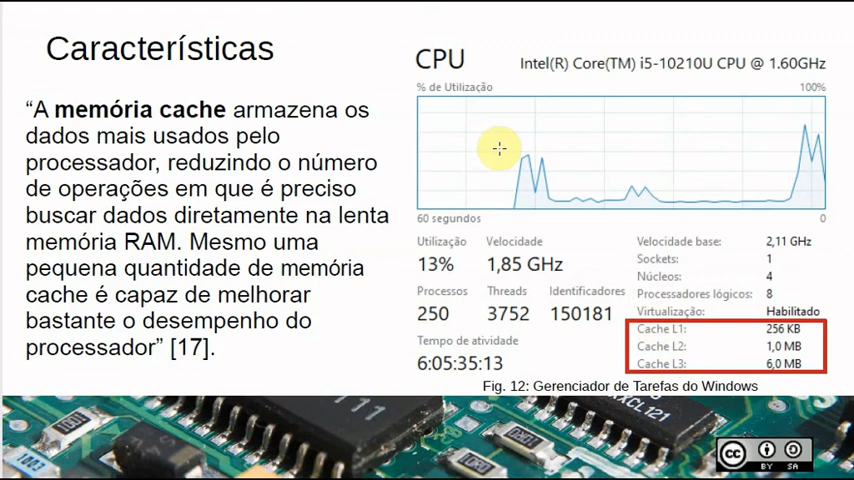 Características
“A memória cache armazena os
dados mais usados pelo
processador, reduzindo o número
de operações em que é preciso
buscar dados diretamente na lenta
memória RAM. Mesmo uma
pequena quantidade de memória
cache é capaz de melhorar
bastante o desempenho do
processador” [17].
CPU Intel(R) Core(TM) i5-10210U CPU @ 1.60GHz
% de Utilização 100%
60 segundos 0
Utilização Velocidade
13% 1,85 GHz
Processos Threads Identificadores
250 3752 150181
Tempo de atividade
6:05:35:13
Velocidade base: 2,11 GHz
Sockets: 1
Núcleos: 4
Processadores lógicos: 8
Virtualização: Habilitado
Cache L1: 256 KB
Cache L2: 1,0 MB
Cache L3: 6,0 MB
Fig. 12: Gerenciador de Tarefas do Windows
1001
1003
XCL121
cc
BY SA